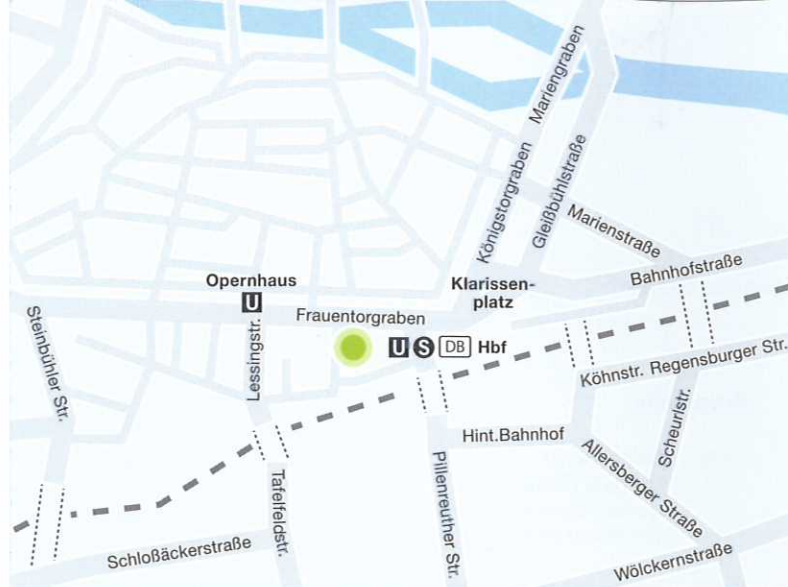 Mariengraben
Königstorgraben
Gleißbühlstraße
Marienstraße
Bahnhofstraße
Opernhaus
U
Klarissen-
platz
Frauentorgraben
U S DB Hbf
Steinbühler Str.
Lessingstr.
Köhnstr. Regensburger Str.
Hint.Bahnhof
Scheurlstr.
Allersberger Straße
Tafelfeldstr.
Pillenreuther Str.
Schloßäckerstraße
Wölckernstraße